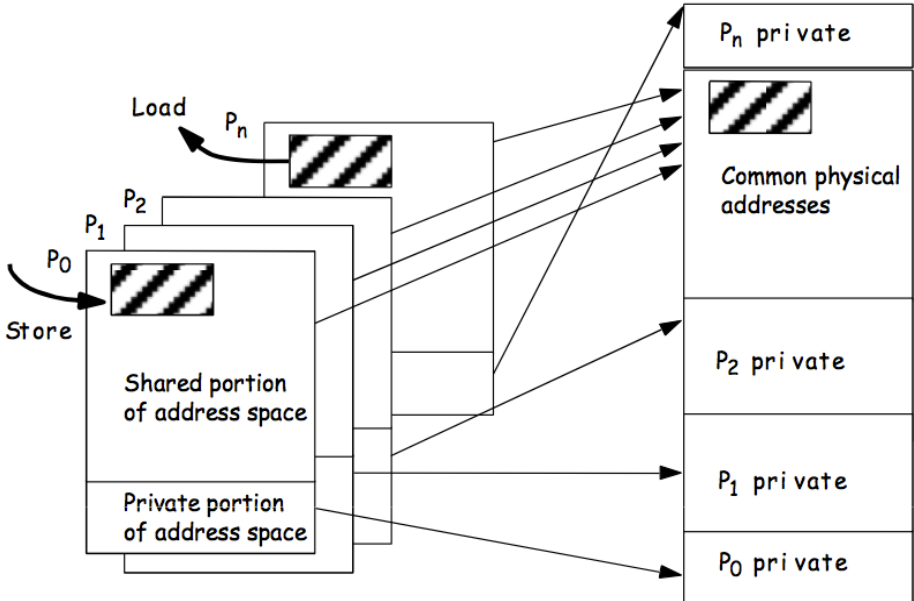 Load
Pn
P2
P1
P0
Store
Shared portion
of address space
Private portion
of address space
Pn private
Common physical
addresses
P2 private
P1 private
P0 private